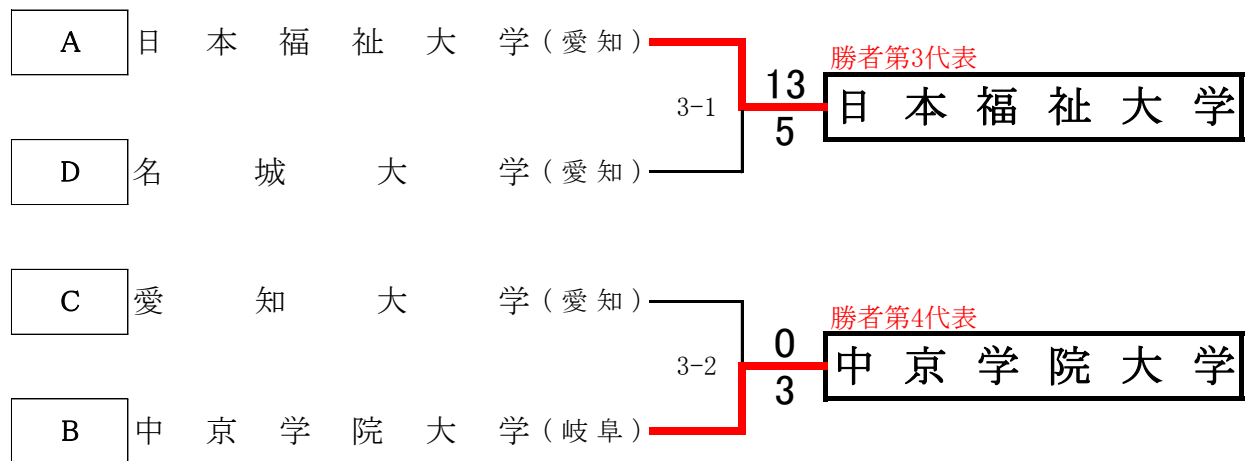 A 日本福祉大学(愛知)
勝者第3代表
13
3-1
日本福祉大学
5
D 名城大学(愛知)
C 愛知大学(愛知)
勝者第4代表
0
3-2
中京学院大学
3
B 中京学院大学(岐阜)